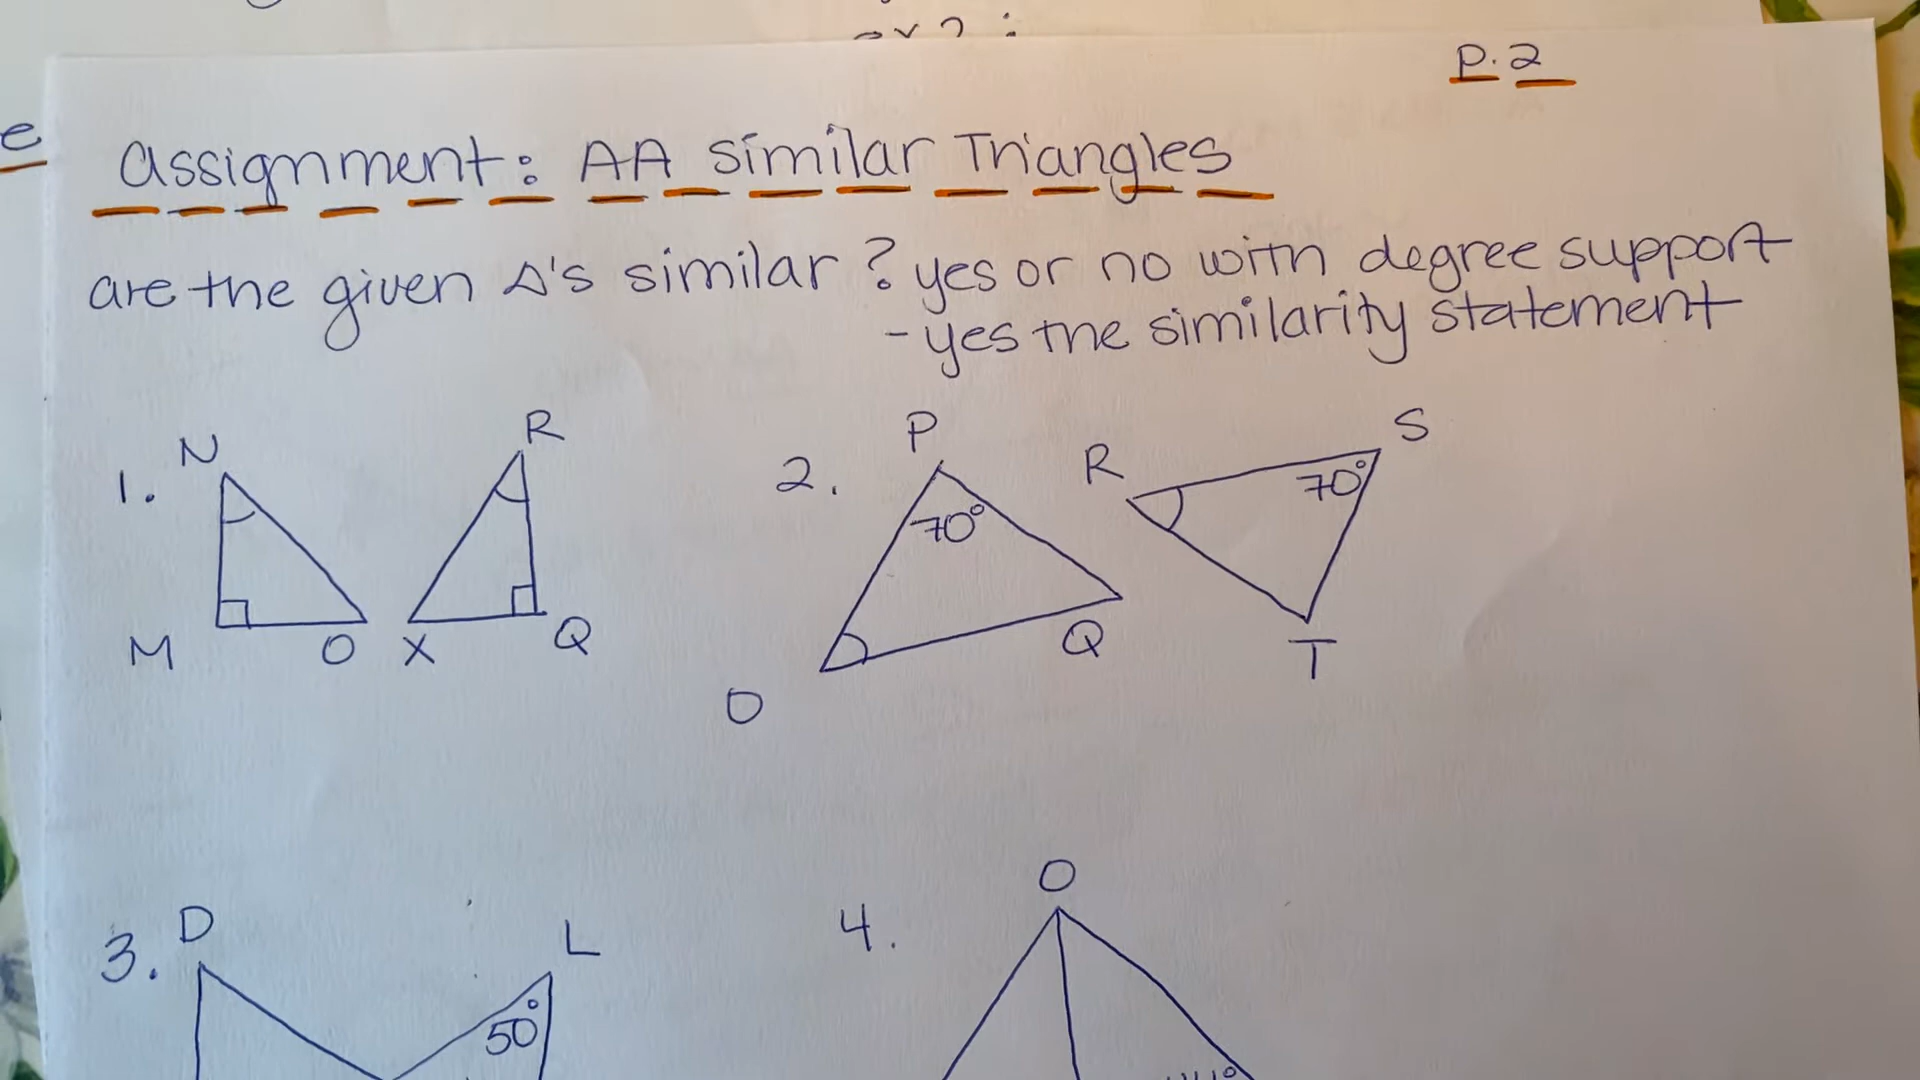 P. 2
e
assignment: AA similar Triangles
are the given Δ's similar? yes or no with degree support
- yes the similarity statement
1.
N
M
O
R
X
Q
2.
P
70°
O
Q
R
S
70°
T
3.
D
L
50°
4.
O